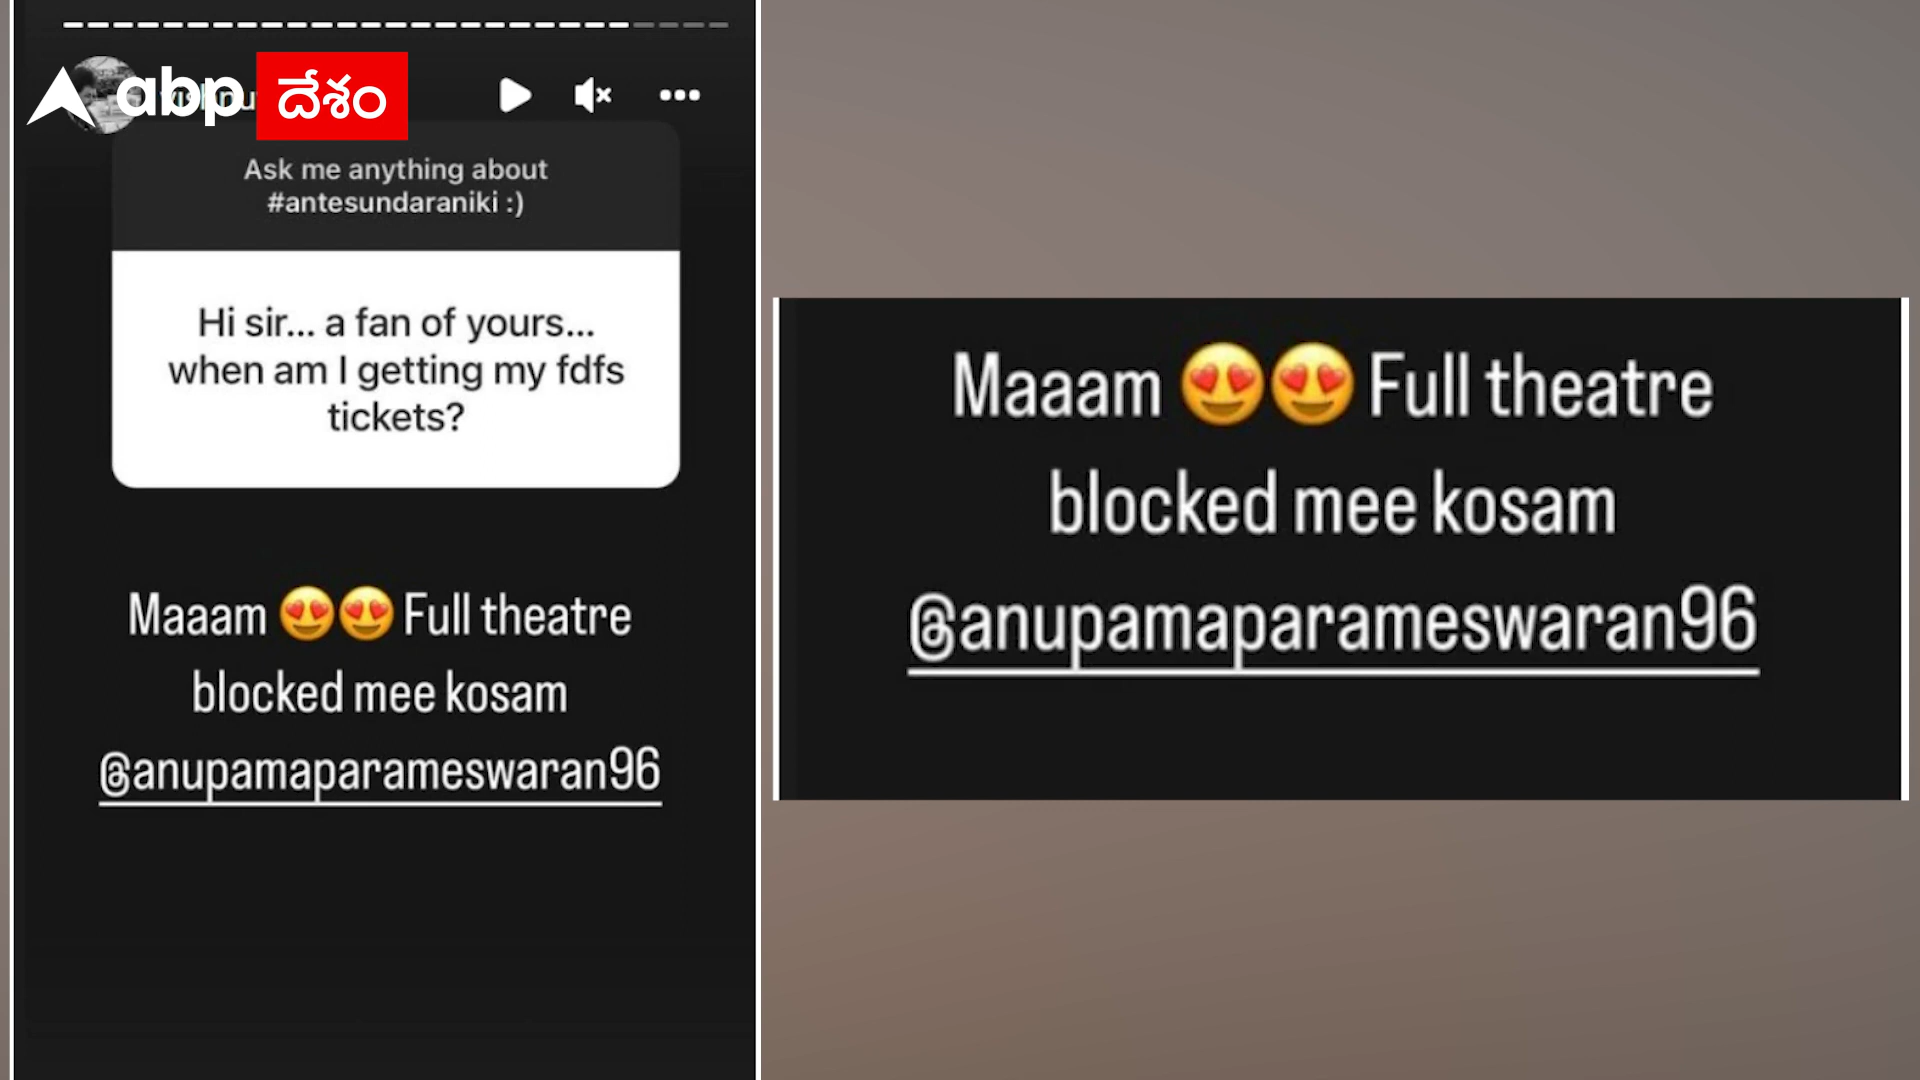 abp దేశం
Ask me anything about
#antesundaraniki :)
Hi sir... a fan of yours...
when am I getting my fdfs
tickets?
Maaam 😍😍 Full theatre
blocked mee kosam
@anupamaparameswaran96
Maaam 😍😍 Full theatre
blocked mee kosam
@anupamaparameswaran96